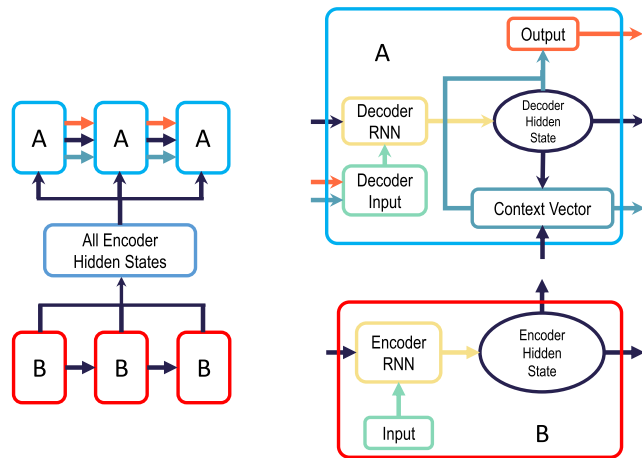 A A A
All Encoder
Hidden States
B B B
A
Output
Decoder
RNN
Decoder
Hidden
State
Decoder
Input
Context Vector
Encoder
RNN
Encoder
Hidden
State
Input
B